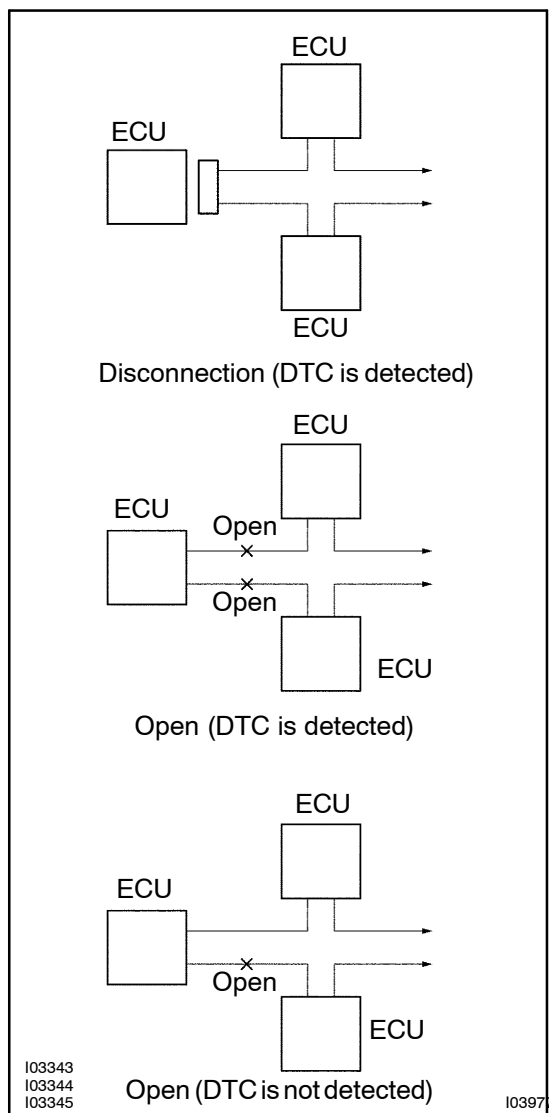 ECU
ECU
ECU
Disconnection (DTC is detected)
ECU
ECU
Open
Open
ECU
Open (DTC is detected)
ECU
ECU
Open
ECU
I03343
I03344
I03345
Open (DTC is not detected)